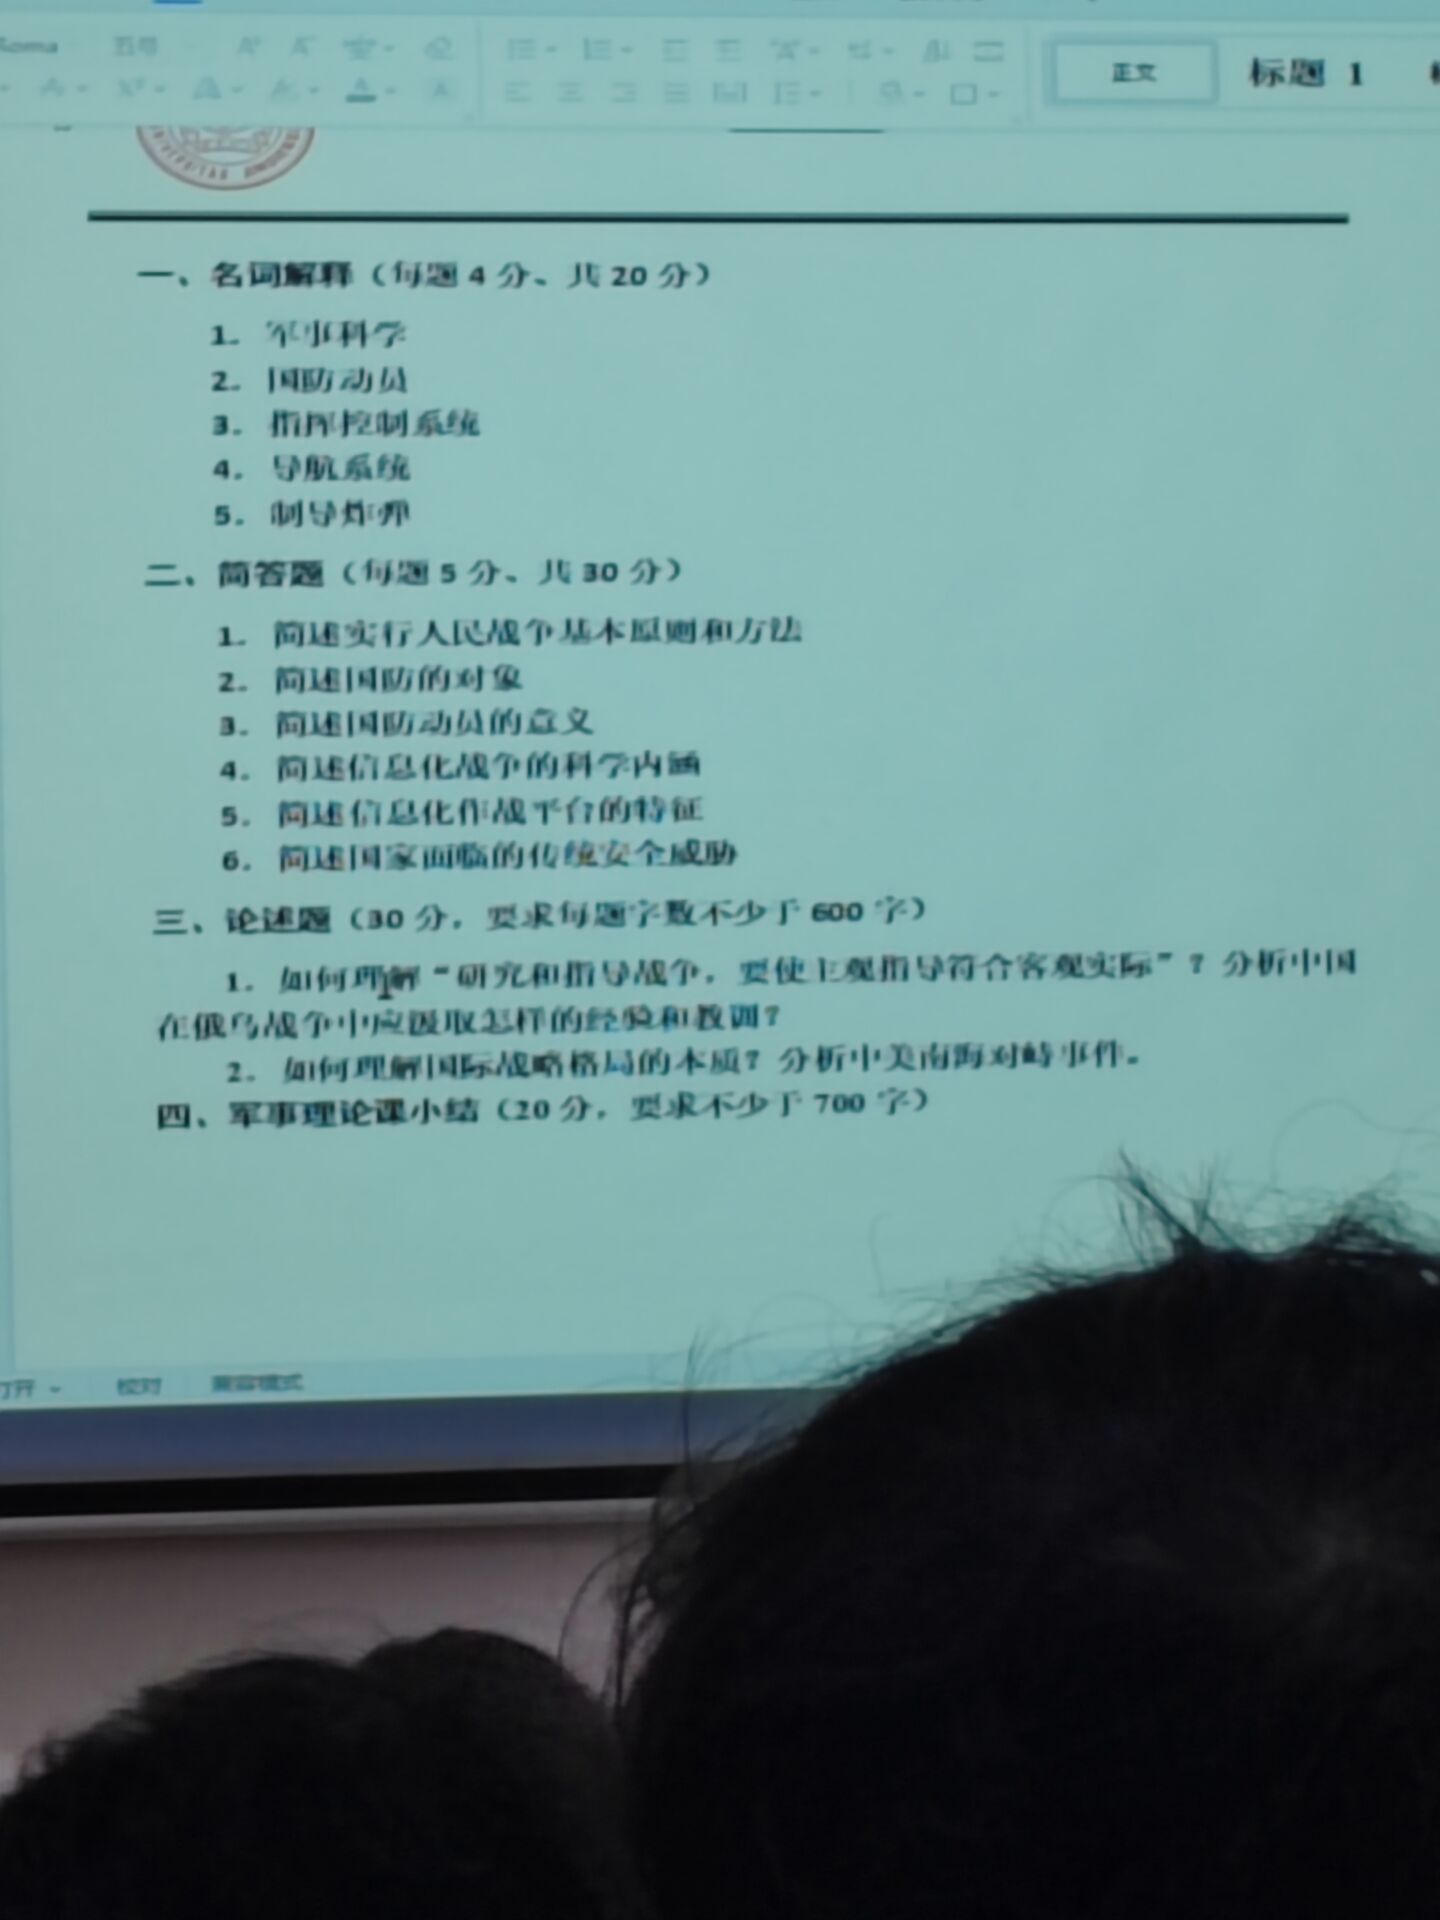 五号
正文
标题 1
一、名词解释（每题 4 分、共 20 分）
1. 军事科学
2. 国防动员
3. 指挥控制系统
4. 导航系统
5. 制导炸弹
二、简答题（每题 5 分、共 30 分）
1. 简述实行人民战争基本原则和方法
2. 简述国防的对象
3. 简述国防动员的意义
4. 简述信息化战争的科学内涵
5. 简述信息化作战平台的特征
6. 简述国家面临的传统安全威胁
三、论述题（30 分，要求每题字数不少于 600 字）
1. 如何理解“研究和指导战争，要使主观指导符合客观实际”？分析中国
在俄乌战争中应汲取怎样的经验和教训？
2. 如何理解国际战略格局的本质？分析中美南海对峙事件。
四、军事理论课小结（20 分，要求不少于 700 字）
打开 校对 兼容模式